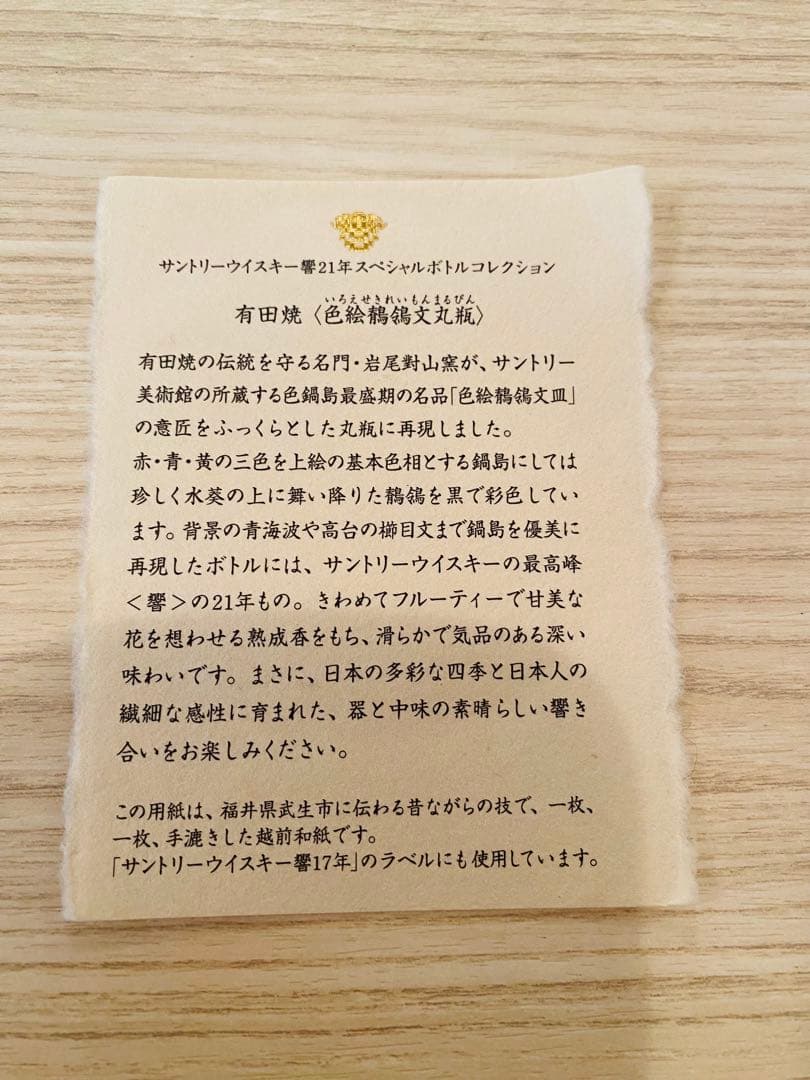 サントリーウイスキー響21年スペシャルボトルコレクション
いろえせきれいもんまるびん
有田焼〈色絵鶺鴒文丸瓶〉
有田焼の伝統を守る名門・岩尾對山窯が、サントリー
美術館の所蔵する色鍋島最盛期の名品「色絵鶺鴒文皿」
の意匠をふっくらとした丸瓶に再現しました。
赤・青・黄の三色を上絵の基本色相とする鍋島にしては
珍しく水葵の上に舞い降りた鶺鴒を黒で彩色してい
ます。背景の青海波や高台の櫛目文まで鍋島を優美に
再現したボトルには、サントリーウイスキーの最高峰
＜響＞の21年もの。きわめてフルーティーで甘美な
花を想わせる熟成香をもち、滑らかで気品のある深い
味わいです。まさに、日本の多彩な四季と日本人の
繊細な感性に育まれた、器と中味の素晴らしい響き
合いをお楽しみください。
この用紙は、福井県武生市に伝わる昔ながらの技で、一枚、
一枚、手漉きした越前和紙です。
「サントリーウイスキー響17年」のラベルにも使用しています。